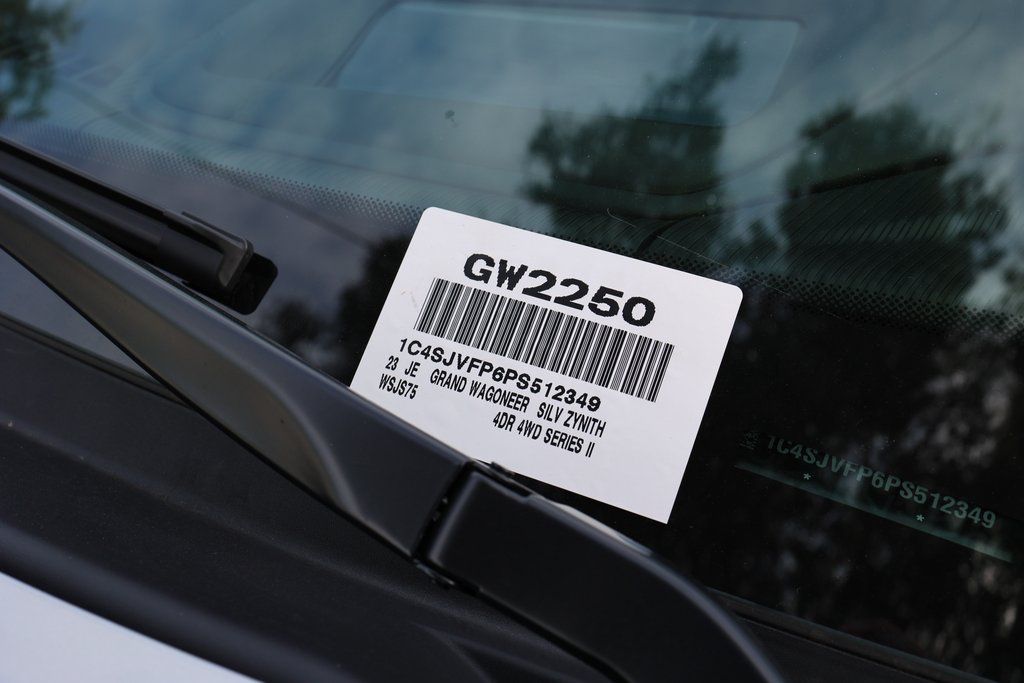 GW2250
1C4SJVFP6PS512349
23 JE GRAND WAGONEER SILV ZYNITH
WSJS75 4DR 4WD SERIES II
1C4SJVFP6PS512349